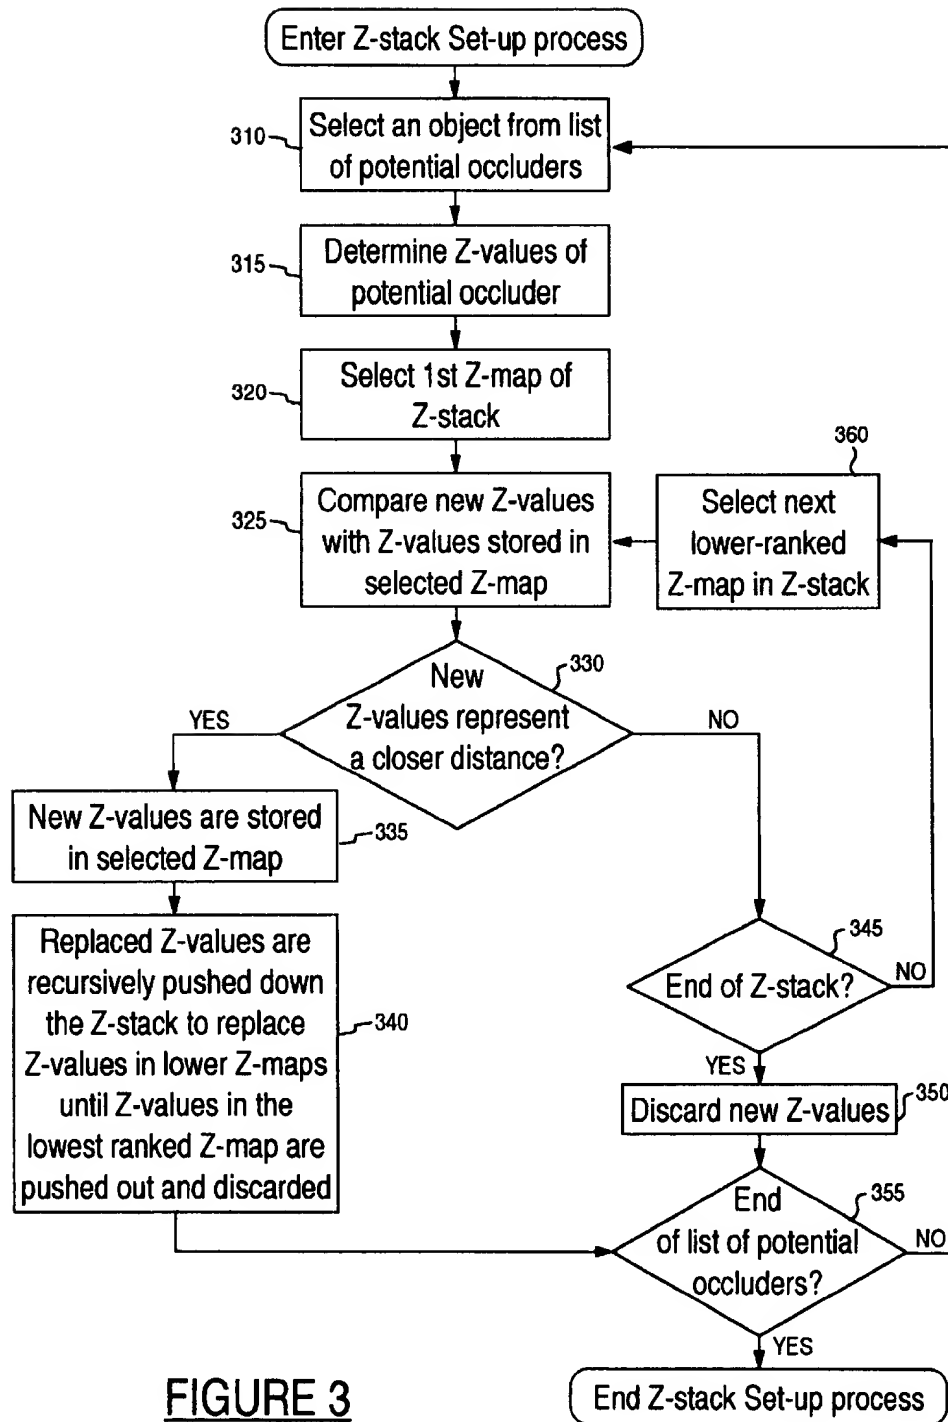 Enter Z-stack Set-up process
310
Select an object from list
of potential occluders
315
Determine Z-values of
potential occluder
320
Select 1st Z-map of
Z-stack
360
325
Compare new Z-values
with Z-values stored in
selected Z-map
Select next
lower-ranked
Z-map in Z-stack
330
New
Z-values represent
a closer distance?
YES
NO
New Z-values are stored
in selected Z-map
335
Replaced Z-values are
recursively pushed down
the Z-stack to replace
Z-values in lower Z-maps
until Z-values in the
lowest ranked Z-map are
pushed out and discarded
340
345
End of Z-stack?
NO
YES
Discard new Z-values
350
355
End
of list of potential
occluders?
NO
YES
End Z-stack Set-up process
FIGURE 3